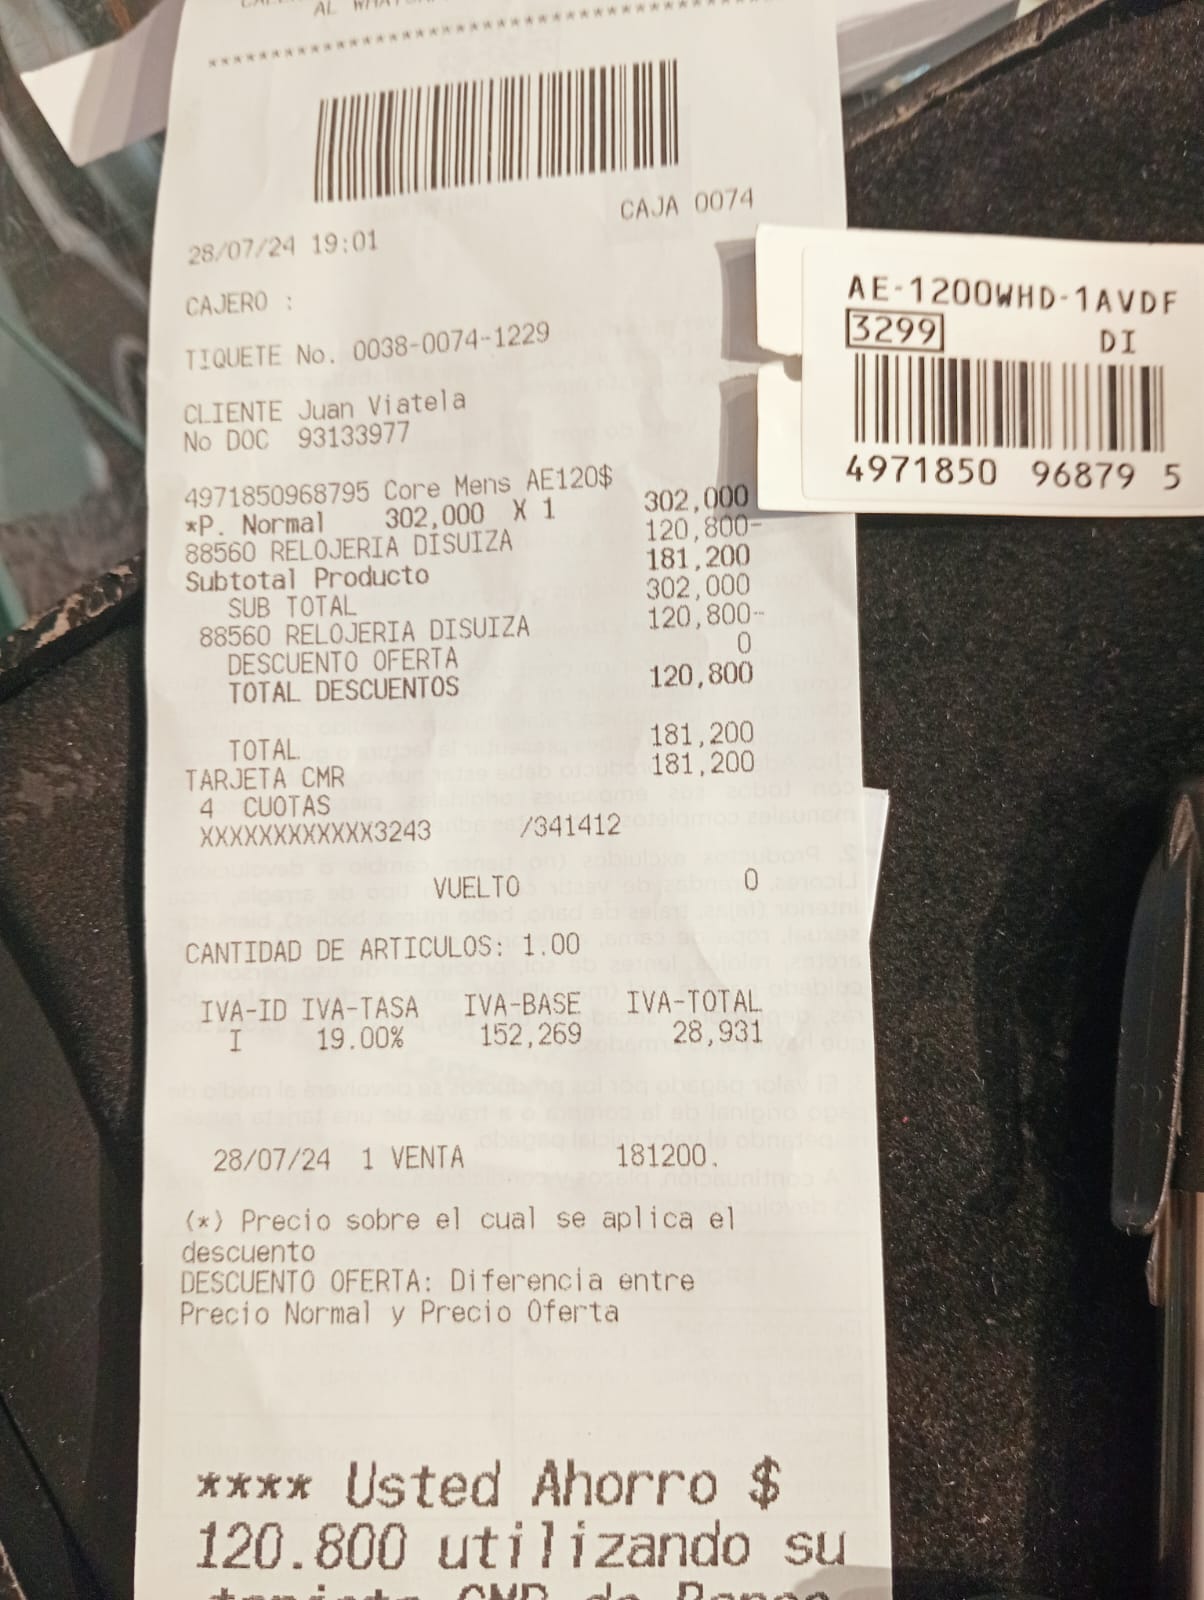 AL
********************************************
CAJA 0074
28/07/24 19:01
CAJERO :
TIQUETE No. 0038-0074-1229
CLIENTE Juan Viatela
No DOC 93133977
4971850968795 Core Mens AE120$ 302,000
*P. Normal 302,000 X 1 120,800-
88560 RELOJERIA DISUIZA 181,200
Subtotal Producto 302,000
SUB TOTAL 120,800-
88560 RELOJERIA DISUIZA 0
DESCUENTO OFERTA 120,800
TOTAL DESCUENTOS
TOTAL 181,200
TARJETA CMR 181,200
4 CUOTAS
XXXXXXXXXXXX3243 /341412
VUELTO 0
CANTIDAD DE ARTICULOS: 1.00
IVA-ID IVA-TASA IVA-BASE IVA-TOTAL
I 19.00% 152,269 28,931
28/07/24 1 VENTA 181200.
(*) Precio sobre el cual se aplica el
descuento
DESCUENTO OFERTA: Diferencia entre
Precio Normal y Precio Oferta
**** Usted Ahorro $
120.800 utilizando su
tarjeta CMR de Banco
AE-1200WHD-1AVDF
3299 DI
4971850 96879 5